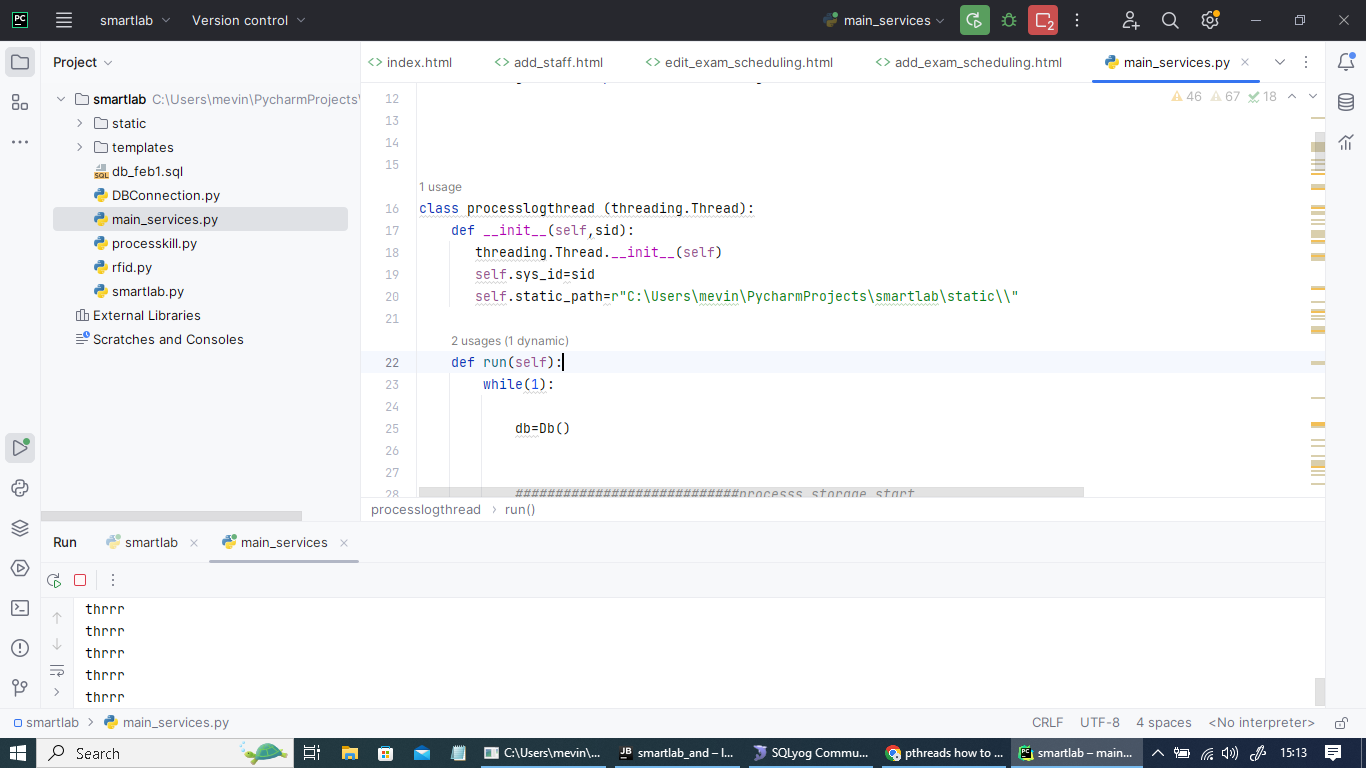 PC smartlab Version control main_services 2
Project
index.html add_staff.html edit_exam_scheduling.html add_exam_scheduling.html main_services.py
smartlab C:\Users\mevin\PycharmProjects\
static
templates
db_feb1.sql
DBConnection.py
main_services.py
processkill.py
rfid.py
smartlab.py
External Libraries
Scratches and Consoles
46 67 18
12
13
14
15
1 usage
16 class processlogthread (threading.Thread):
17 def __init__(self,sid):
18 threading.Thread.__init__(self)
19 self.sys_id=sid
20 self.static_path=r"C:\Users\mevin\PycharmProjects\smartlab\static\\"
21
2 usages (1 dynamic)
22 def run(self):
23 while(1):
24
25 db=Db()
26
27
28 ############################processs storage start
processlogthread › run()
Run smartlab main_services
thrrr
thrrr
thrrr
thrrr
thrrr
smartlab > main_services.py CRLF UTF-8 4 spaces <No interpreter>
Search C:\Users\mevin\... smartlab_and – I... SQLyog Commu... pthreads how to ... smartlab – main... 15:13